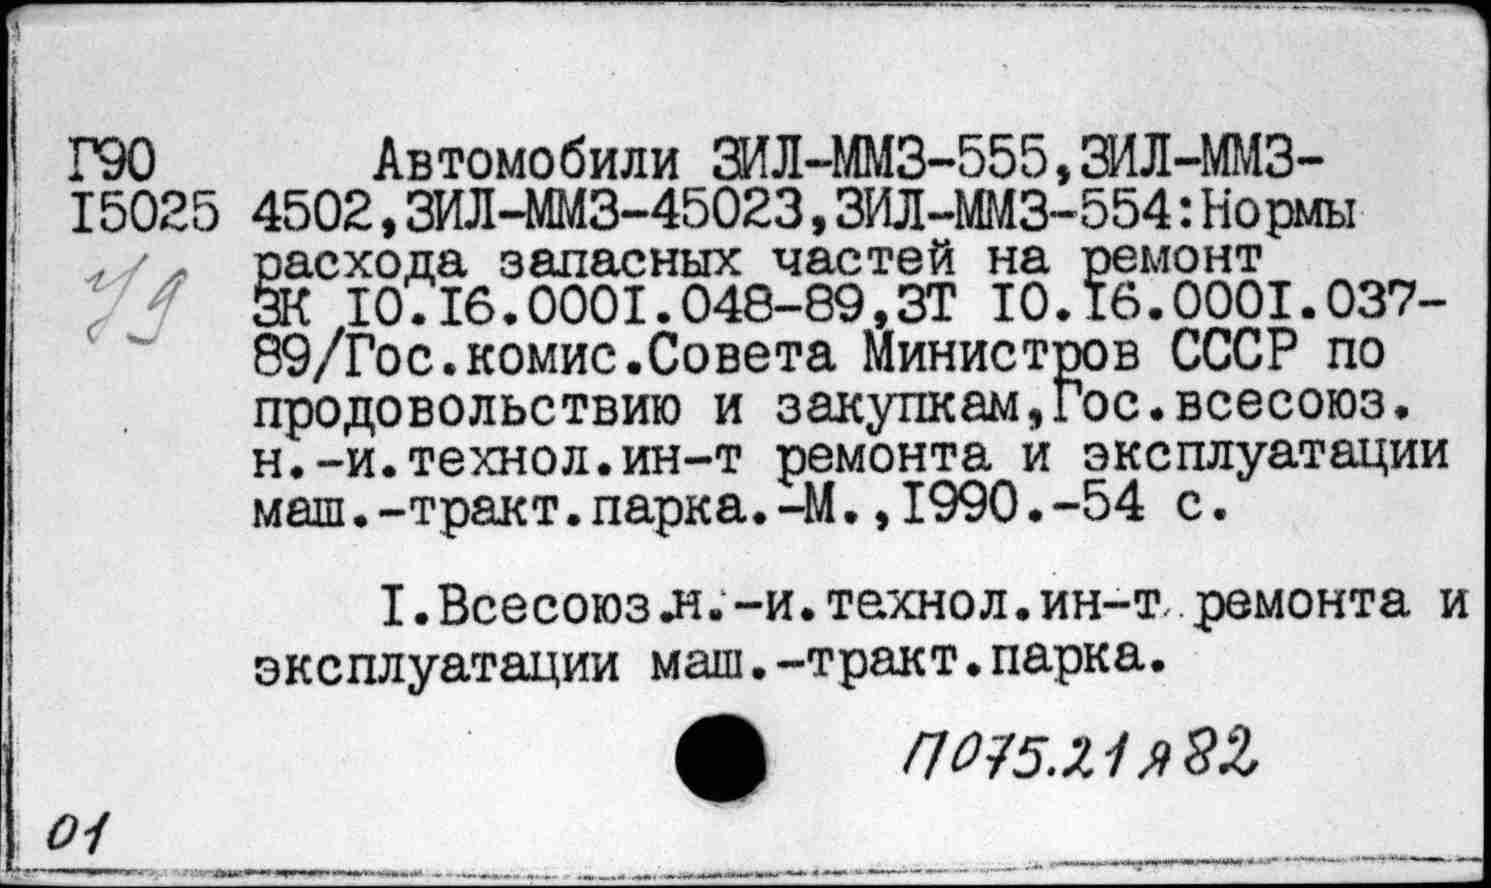 Г90 Автомобили ЗИЛ-ММЗ-555,ЗИЛ-ММЗ-
I5025 4502,ЗИЛ-ММЗ-45023,ЗИЛ-ММЗ-554:Нормы
расхода запасных частей на ремонт
У9 ЗК I0.I6.000I.048-89,ЗТ I0.I6.000I.037-
89/Гос.комис.Совета Министров СССР по
продовольствию и закупкам,Гос.всесоюз.
н.-и.технол.ин-т ремонта и эксплуатации
маш.-тракт.парка.-М.,I990.-54 с.
I.Всесоюз.н.-и.технол.ин-т ремонта и
эксплуатации маш.-тракт.парка.
П075.21я82
01